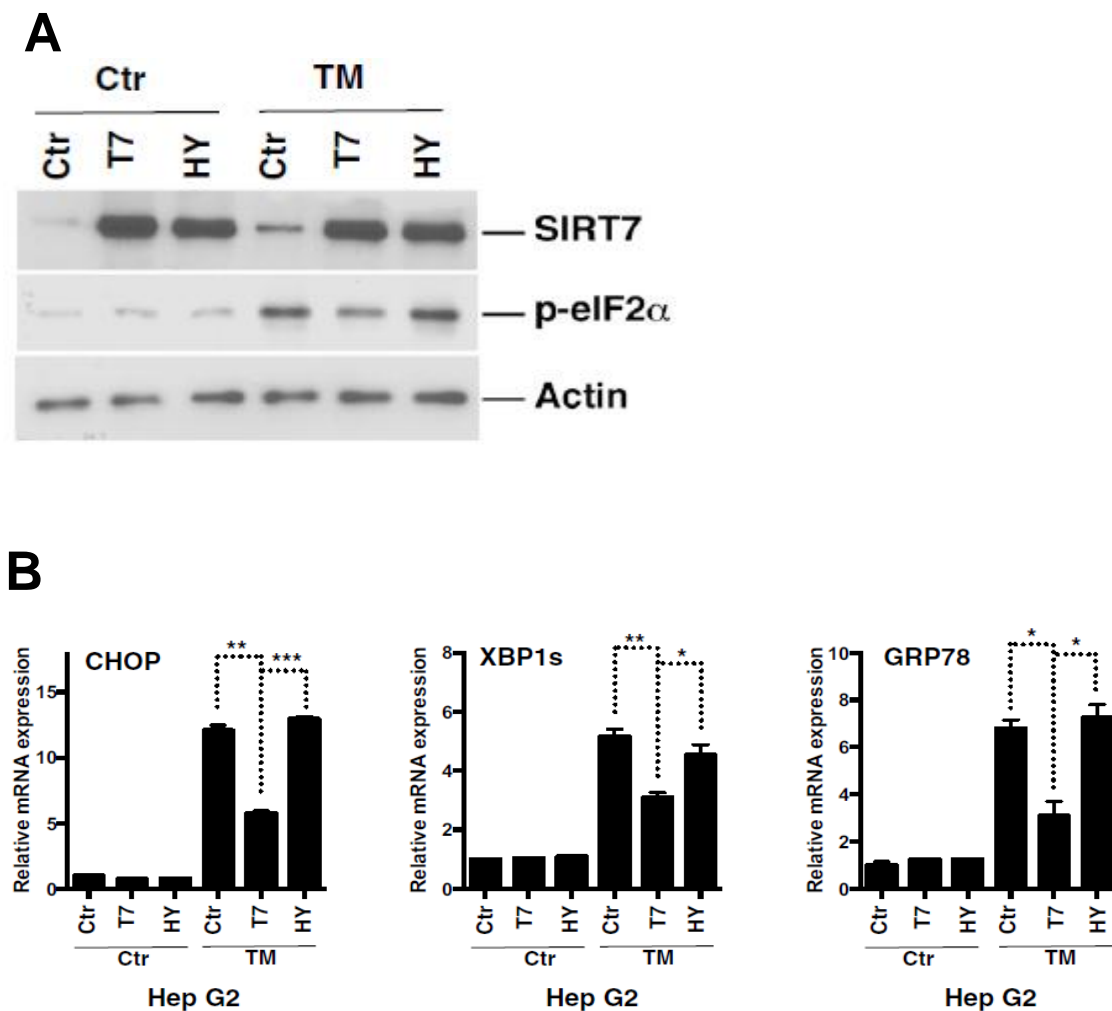 A
Ctr TM
Ctr T7 HY Ctr T7 HY
SIRT7
p-eIF2α
Actin
B
** *** ** * * *
CHOP XBP1s GRP78
Relative mRNA expression Relative mRNA expression Relative mRNA expression
15 8 10
10 6 8
5 4 6
0 2 4
0 2
0
Ctr T7 HY Ctr T7 HY Ctr T7 HY Ctr T7 HY Ctr T7 HY Ctr T7 HY
Ctr TM Ctr TM Ctr TM
Hep G2 Hep G2 Hep G2